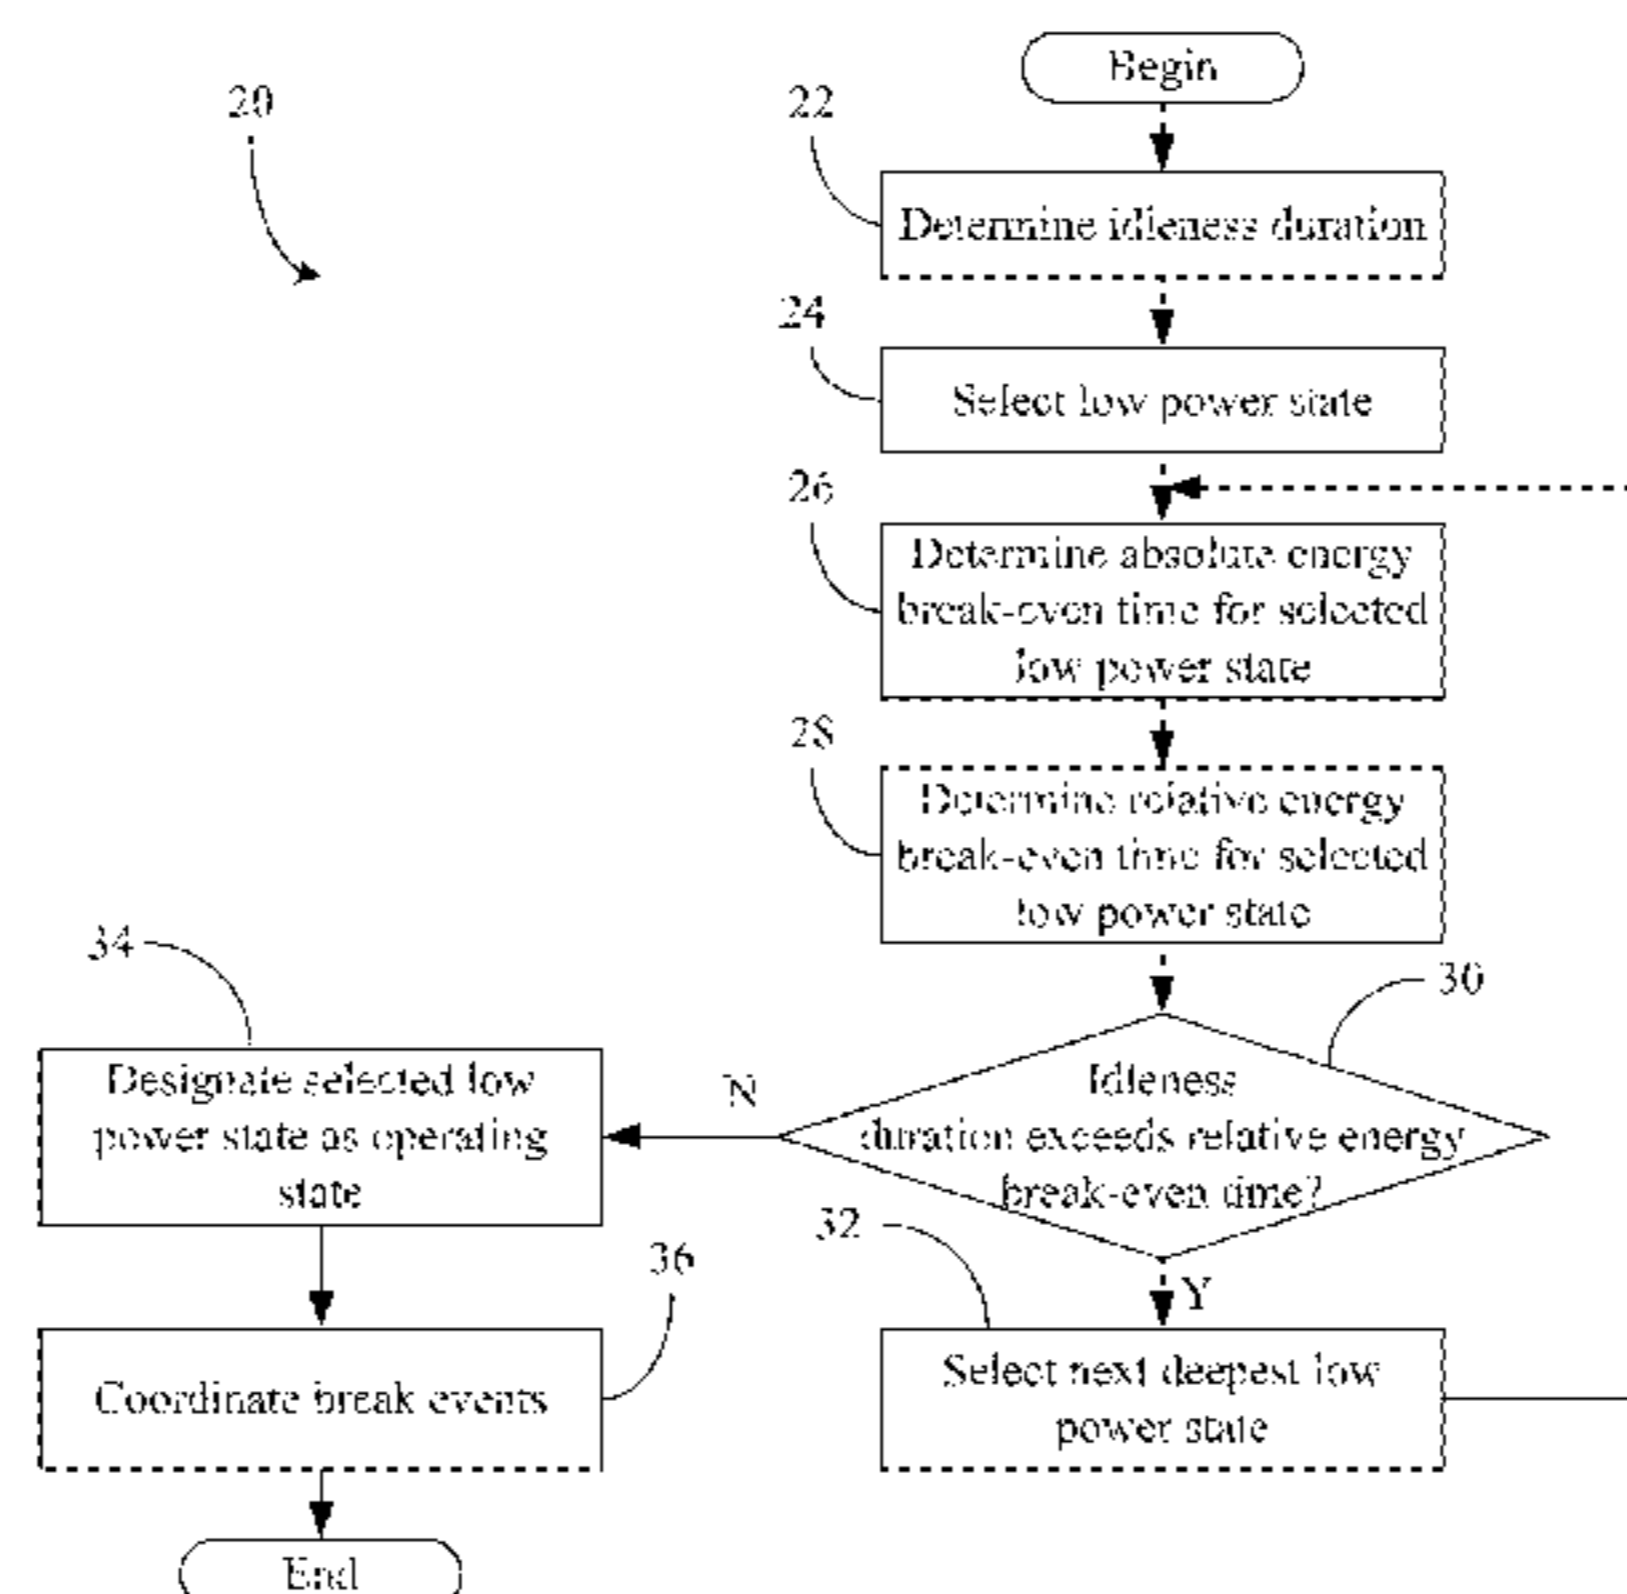 Begin
20
22
Determine idleness duration
24
Select low power state
26
Determine absolute energy
break-even time for selected
low power state
28
Determine relative energy
break-even time for selected
low power state
34
30
Designate selected low
power state as operating
state
N
Idleness
duration exceeds relative energy
break-even time?
32
36
Y
Coordinate break events
Select next deepest low
power state
End